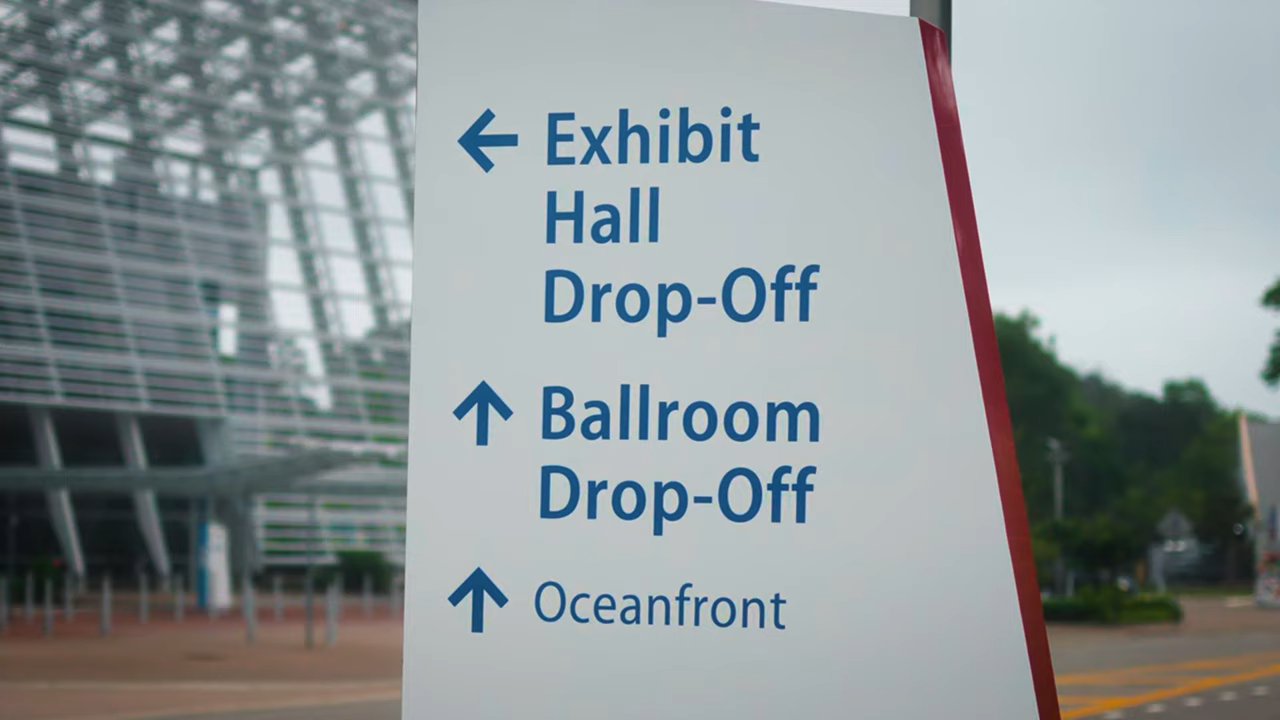 ← Exhibit
Hall
Drop-Off
↑ Ballroom
Drop-Off
↑ Oceanfront